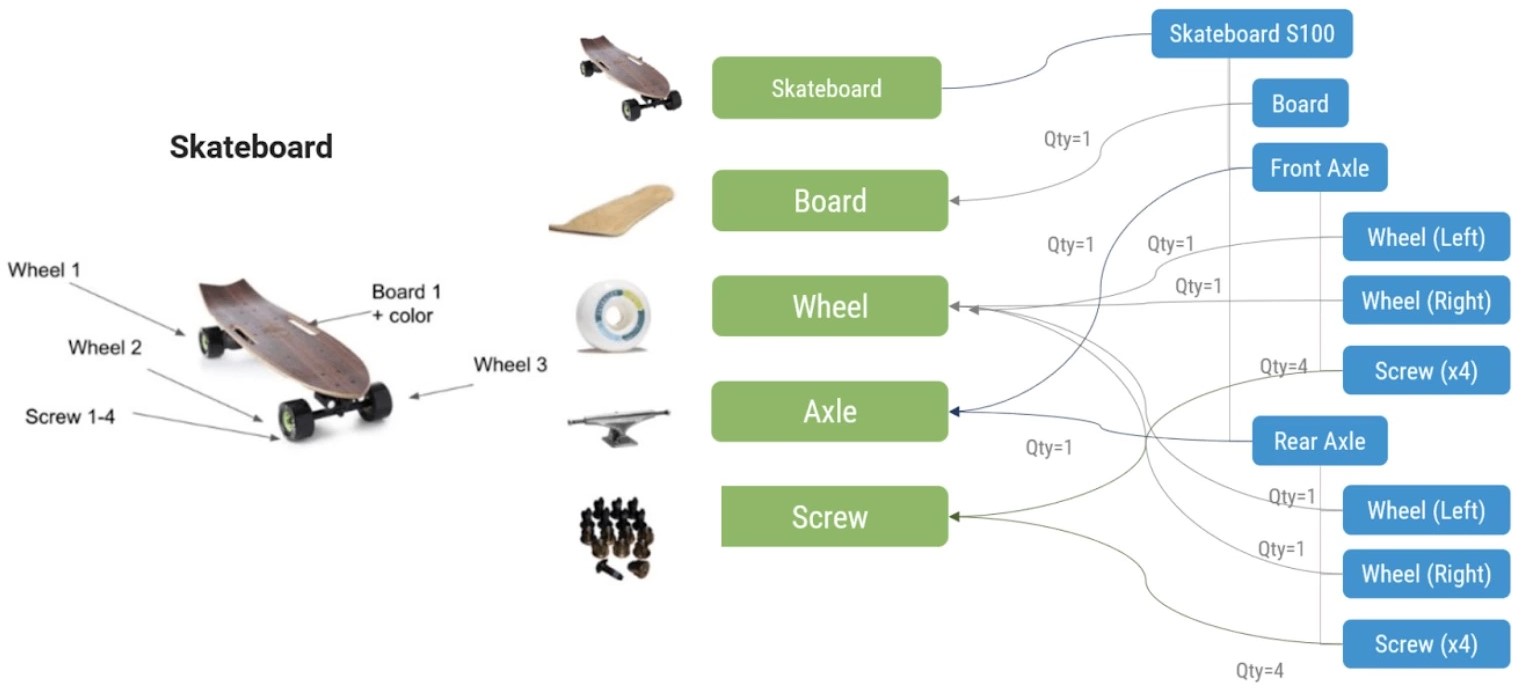 Skateboard
Wheel 1
Board 1
+ color
Wheel 2
Wheel 3
Screw 1-4
Skateboard
Board
Wheel
Axle
Screw
Skateboard S100
Board
Qty=1
Front Axle
Qty=1
Qty=1
Wheel (Left)
Qty=1
Wheel (Right)
Qty=4
Screw (x4)
Qty=1
Rear Axle
Qty=1
Wheel (Left)
Qty=1
Wheel (Right)
Screw (x4)
Qty=4